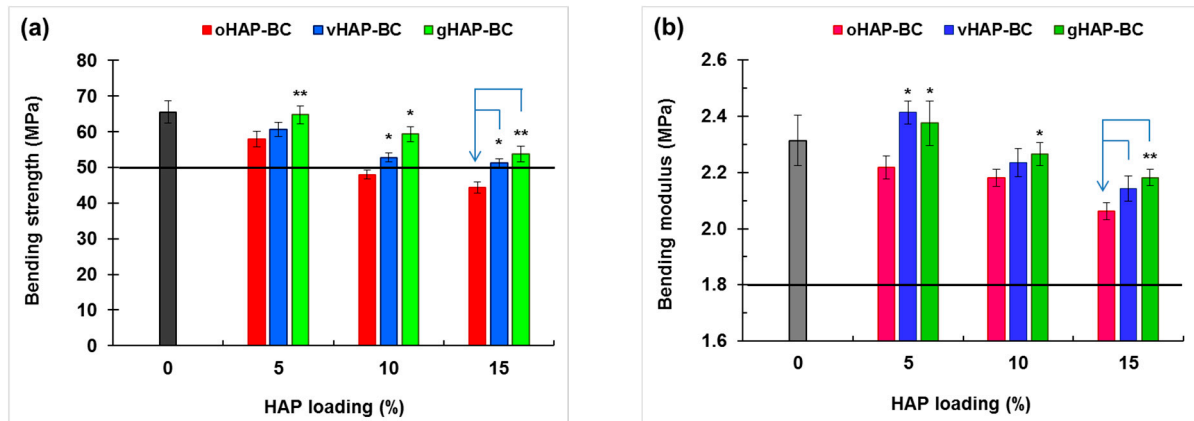 (a)
oHAP-BC vHAP-BC gHAP-BC
80
70
60
50
40
30
20
10
0
Bending strength (MPa)
** * * * **
0 5 10 15
HAP loading (%)
(b)
oHAP-BC vHAP-BC gHAP-BC
2.6
2.4
2.2
2.0
1.8
1.6
Bending modulus (MPa)
* * * **
0 5 10 15
HAP loading (%)